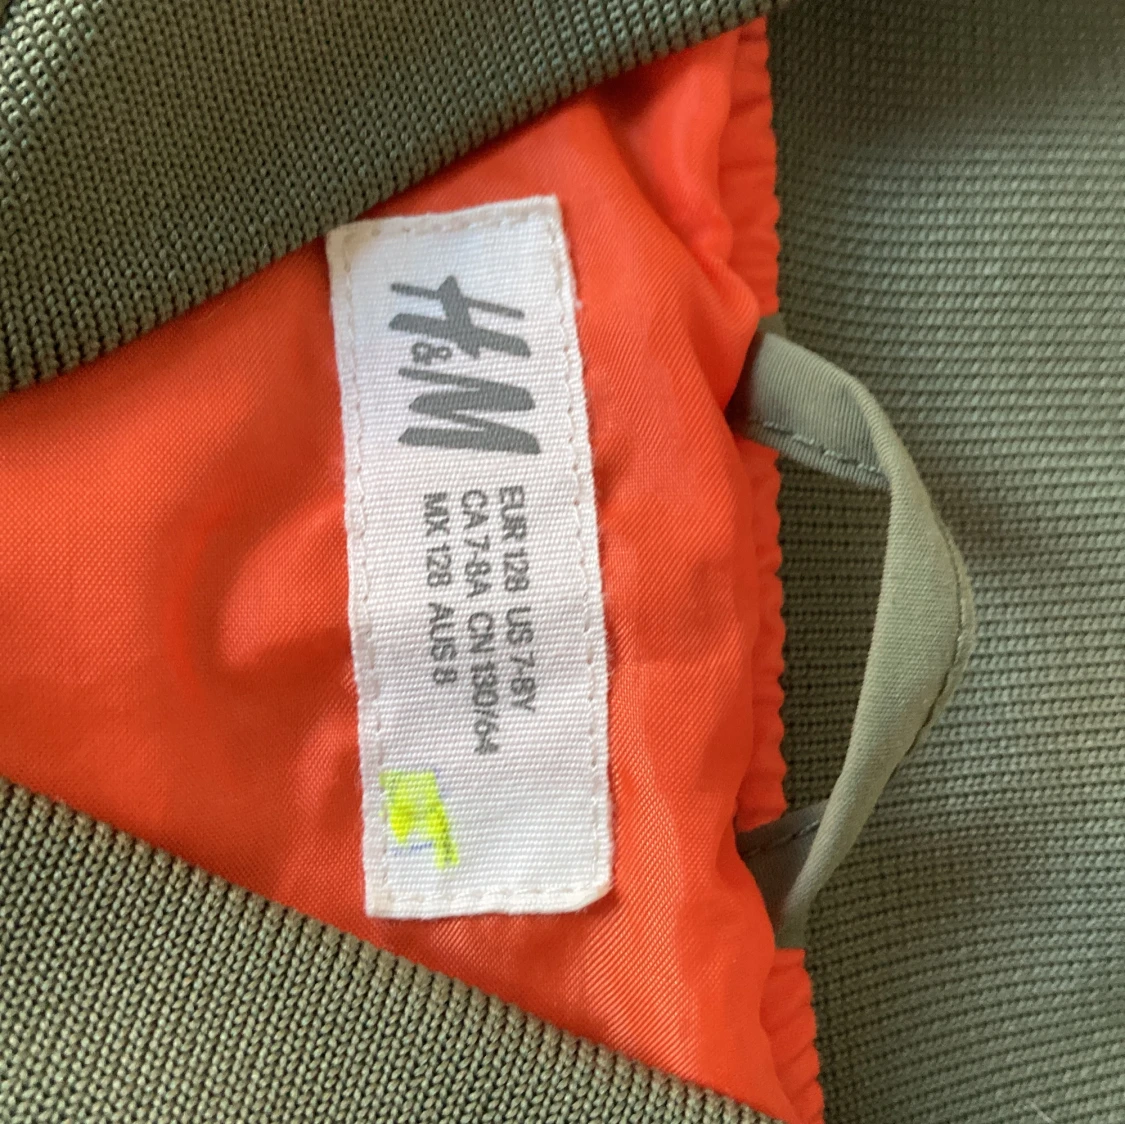 H&M
EUR 128 US 7-8Y
CA 7-8A CN 130/64
MX 128 AUS 8